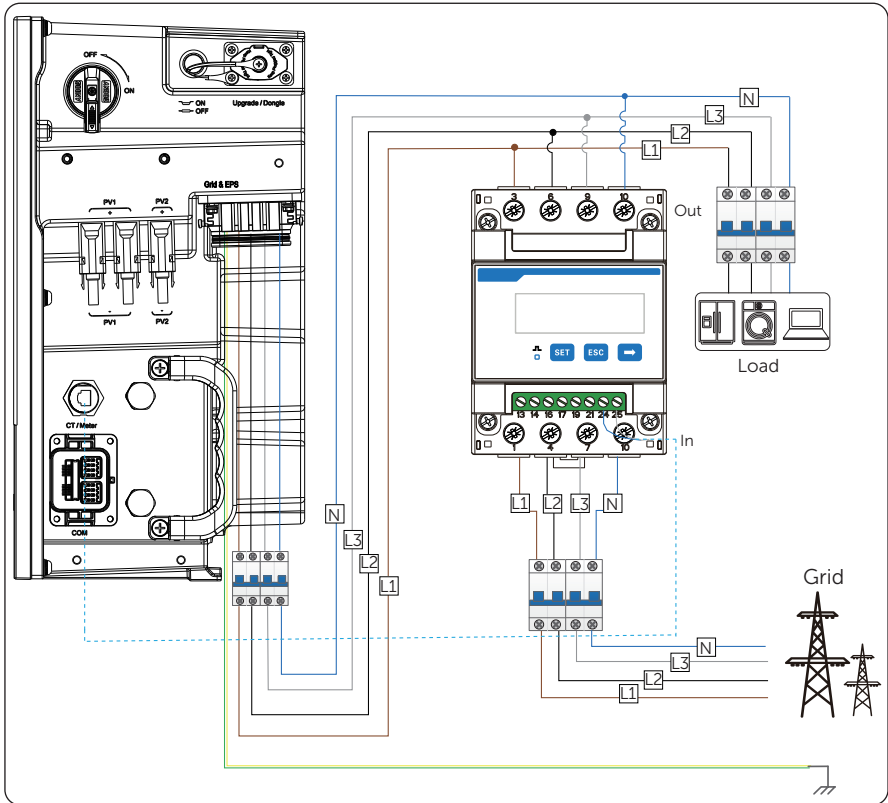 OFF
ON
ON
OFF
Upgrade / Dongle
Grid & EPS
PV1
+
PV2
+
-
PV1
-
PV2
CT / Meter
COM
N
L3
L2
L1
3 6 9 10
Out
Load
SET ESC
13 14 16 17 19 21 24 25
1 4 7 10
In
L1
L2
L3
N
N
L3
L2
L1
Grid
N
L3
L2
L1